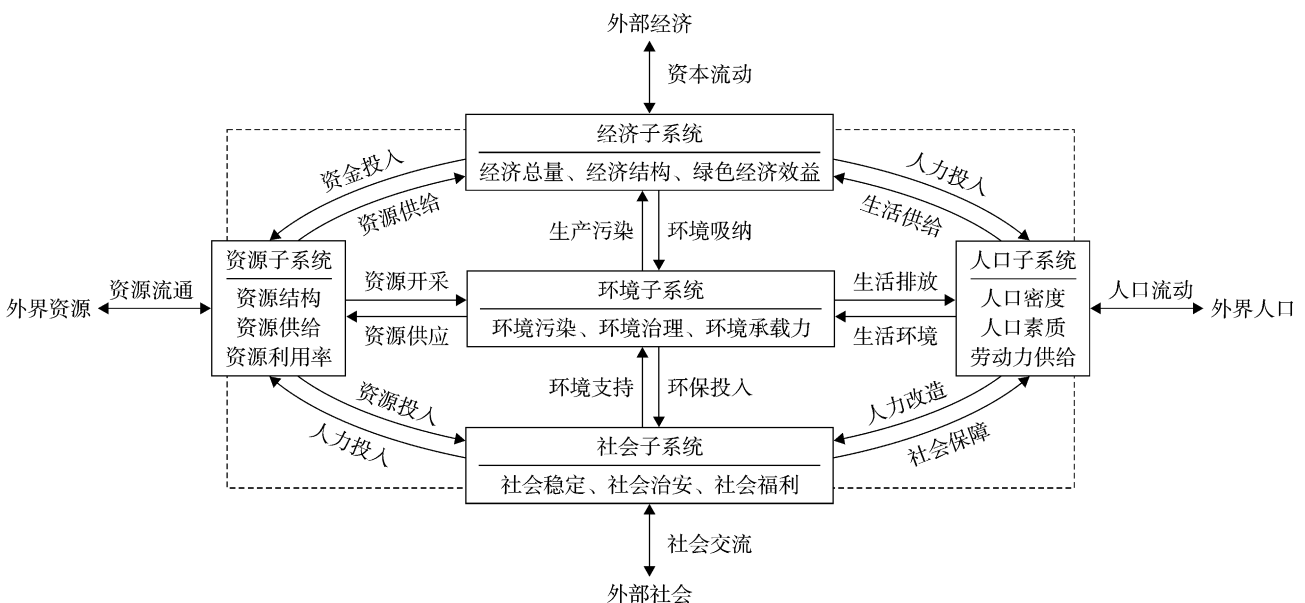 外部经济
资本流动
经济子系统
经济总量、经济结构、绿色经济效益
资金投入
资源供给
人力投入
生活供给
生产污染
环境吸纳
资源子系统
资源结构
资源供给
资源利用率
外界资源
资源流通
资源开采
资源供应
环境子系统
环境污染、环境治理、环境承载力
生活排放
生活环境
人口子系统
人口密度
人口素质
劳动力供给
人口流动
外界人口
环境支持
环保投入
资源投入
人力投入
人力改造
社会保障
社会子系统
社会稳定、社会治安、社会福利
社会交流
外部社会